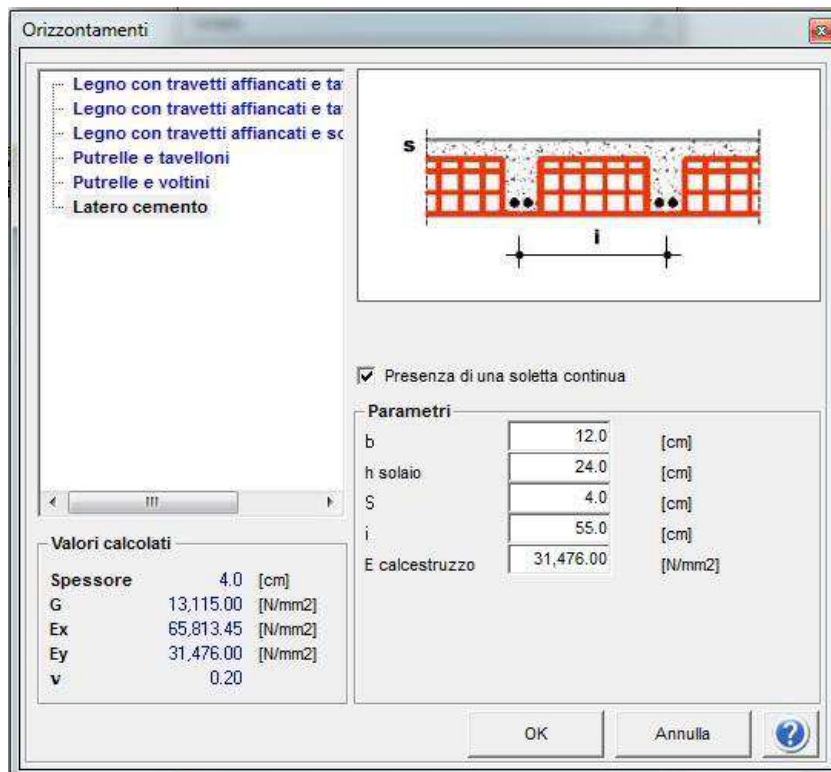 Orizzontamenti
Legno con travetti affiancati e ta
Legno con travetti affiancati e ta
Legno con travetti affiancati e so
Putrelle e tavelloni
Putrelle e voltini
Latero cemento
s
i
Presenza di una soletta continua
Parametri
b 12.0 [cm]
h solaio 24.0 [cm]
S 4.0 [cm]
i 55.0 [cm]
E calcestruzzo 31,476.00 [N/mm2]
Valori calcolati
Spessore 4.0 [cm]
G 13,115.00 [N/mm2]
Ex 65,813.45 [N/mm2]
Ey 31,476.00 [N/mm2]
ν 0.20
OK Annulla ?